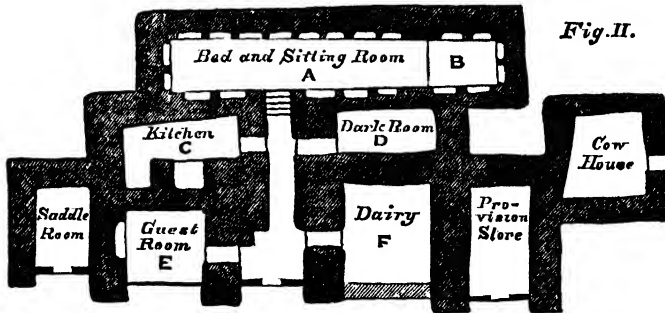 Fig. II.
Bed and Sitting Room
A
B
Kitchen
C
Dark Room
D
Cow
House
Saddle
Room
Guest
Room
E
Dairy
F
Pro-
vision
Store